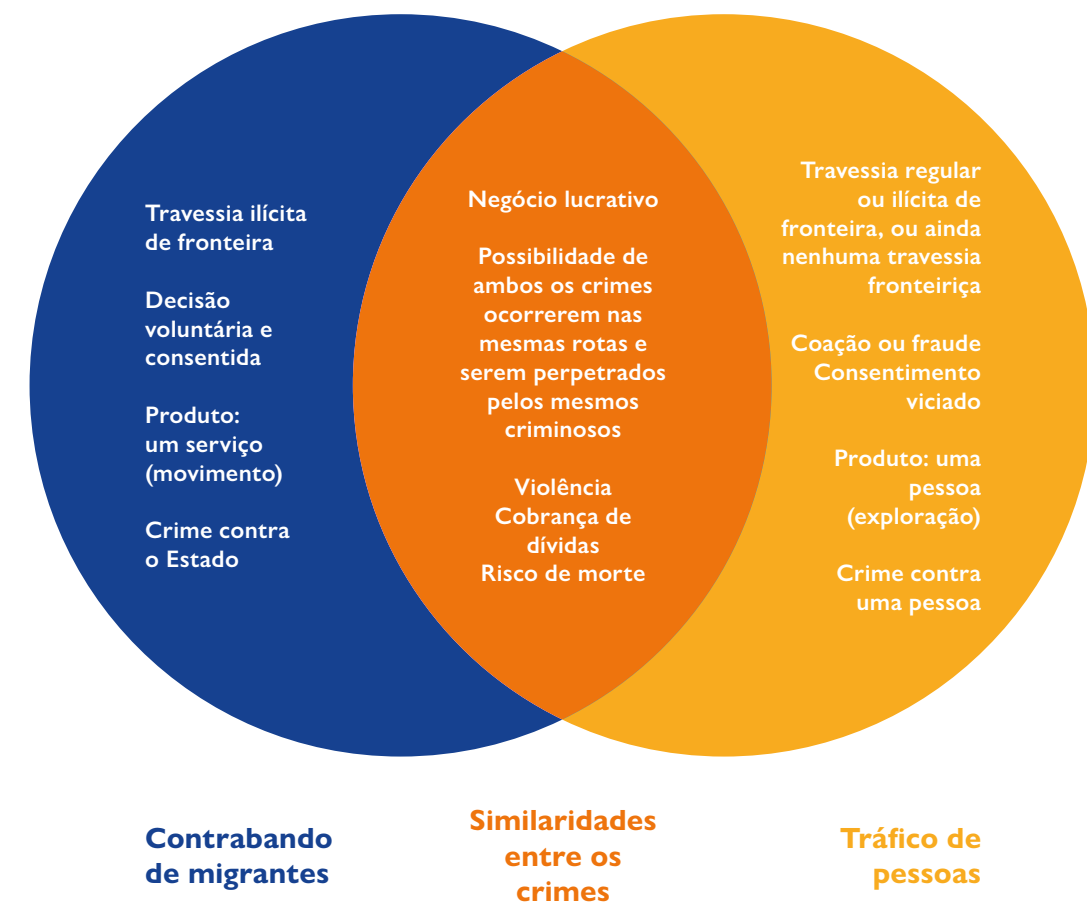 Travessia ilícita
de fronteira
Decisão
voluntária e
consentida
Produto:
um serviço
(movimento)
Crime contra
o Estado
Negócio lucrativo
Possibilidade de
ambos os crimes
ocorrerem nas
mesmas rotas e
serem perpetrados
pelos mesmos
criminosos
Violência
Cobrança de
dívidas
Risco de morte
Travessia regular
ou ilícita de
fronteira, ou ainda
nenhuma travessia
fronteiriça
Coação ou fraude
Consentimento
viciado
Produto: uma
pessoa
(exploração)
Crime contra
uma pessoa
Contrabando
de migrantes
Similaridades
entre os
crimes
Tráfico de
pessoas